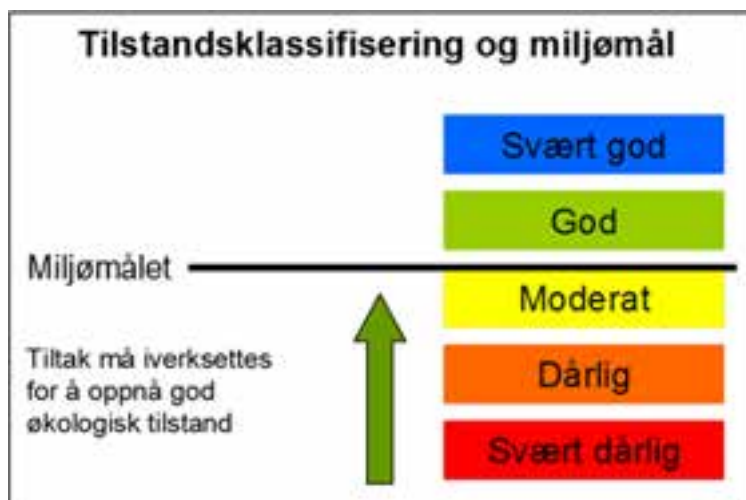 Tilstandsklassifisering og miljømål
Svært god
God
Miljømålet
Moderat
Tiltak må iverksettes
for å oppnå god
økologisk tilstand
Dårlig
Svært dårlig